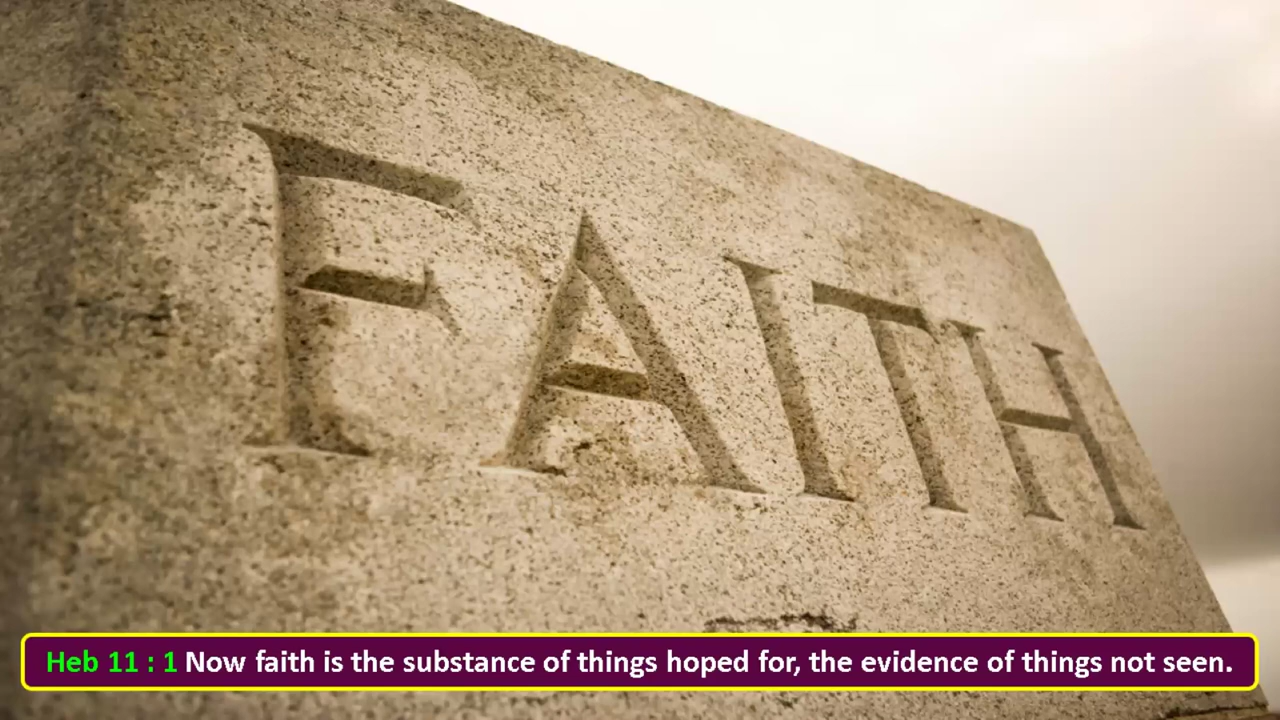 FAITH
Heb 11 : 1 Now faith is the substance of things hoped for, the evidence of things not seen.